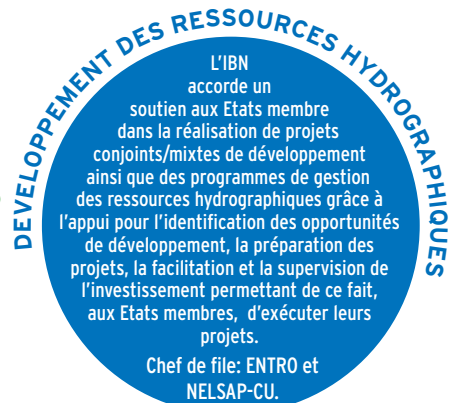 DEVELOPPEMENT DES RESSOURCES HYDROGRAPHIQUES
L'IBN
accorde un
soutien aux Etats membre
dans la réalisation de projets
conjoints/mixtes de développement
ainsi que des programmes de gestion
des ressources hydrographiques grâce à
l'appui pour l'identification des opportunités
de développement, la préparation des
projets, la facilitation et la supervision de
l'investissement permettant de ce fait,
aux Etats membres, d'exécuter leurs
projets.
Chef de file: ENTRO et
NELSAP-CU.